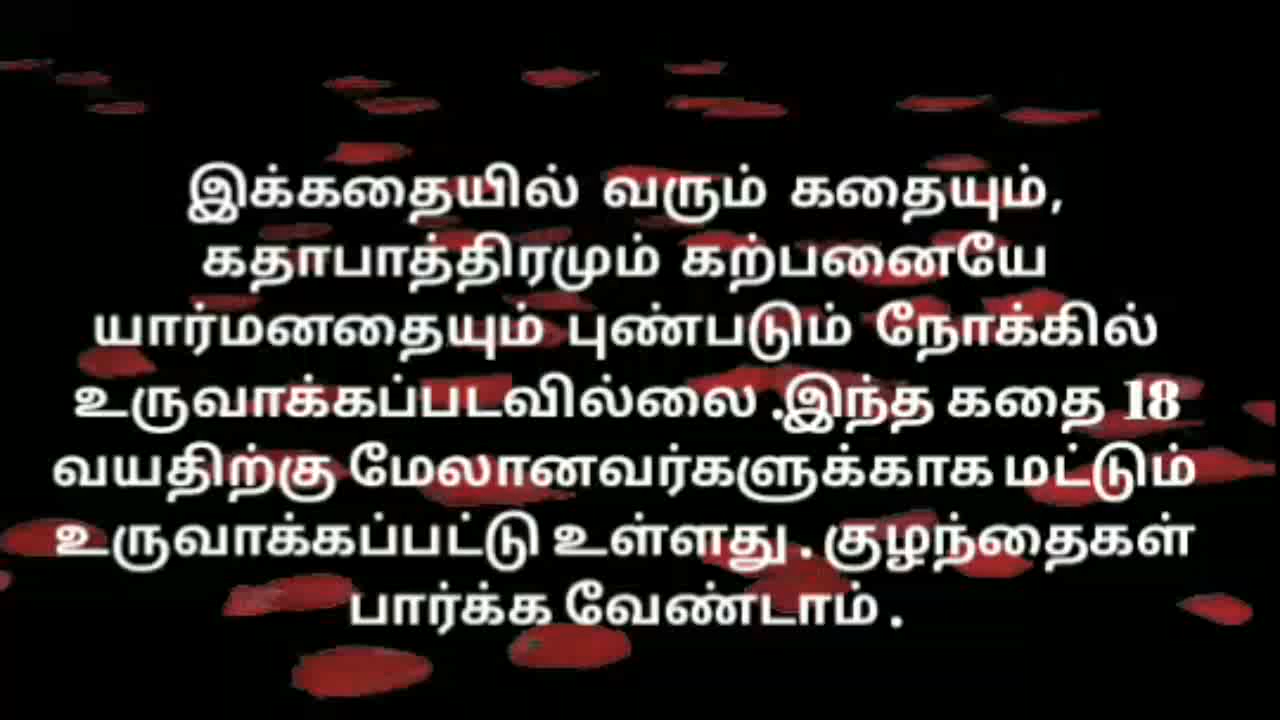 இக்கதையில் வரும் கதையும்,
கதாபாத்திரமும் கற்பனையே
யார்மனதையும் புண்படும் நோக்கில்
உருவாக்கப்படவில்லை .இந்த கதை 18
வயதிற்கு மேலானவர்களுக்காக மட்டும்
உருவாக்கப்பட்டு உள்ளது . குழந்தைகள்
பார்க்க வேண்டாம் .